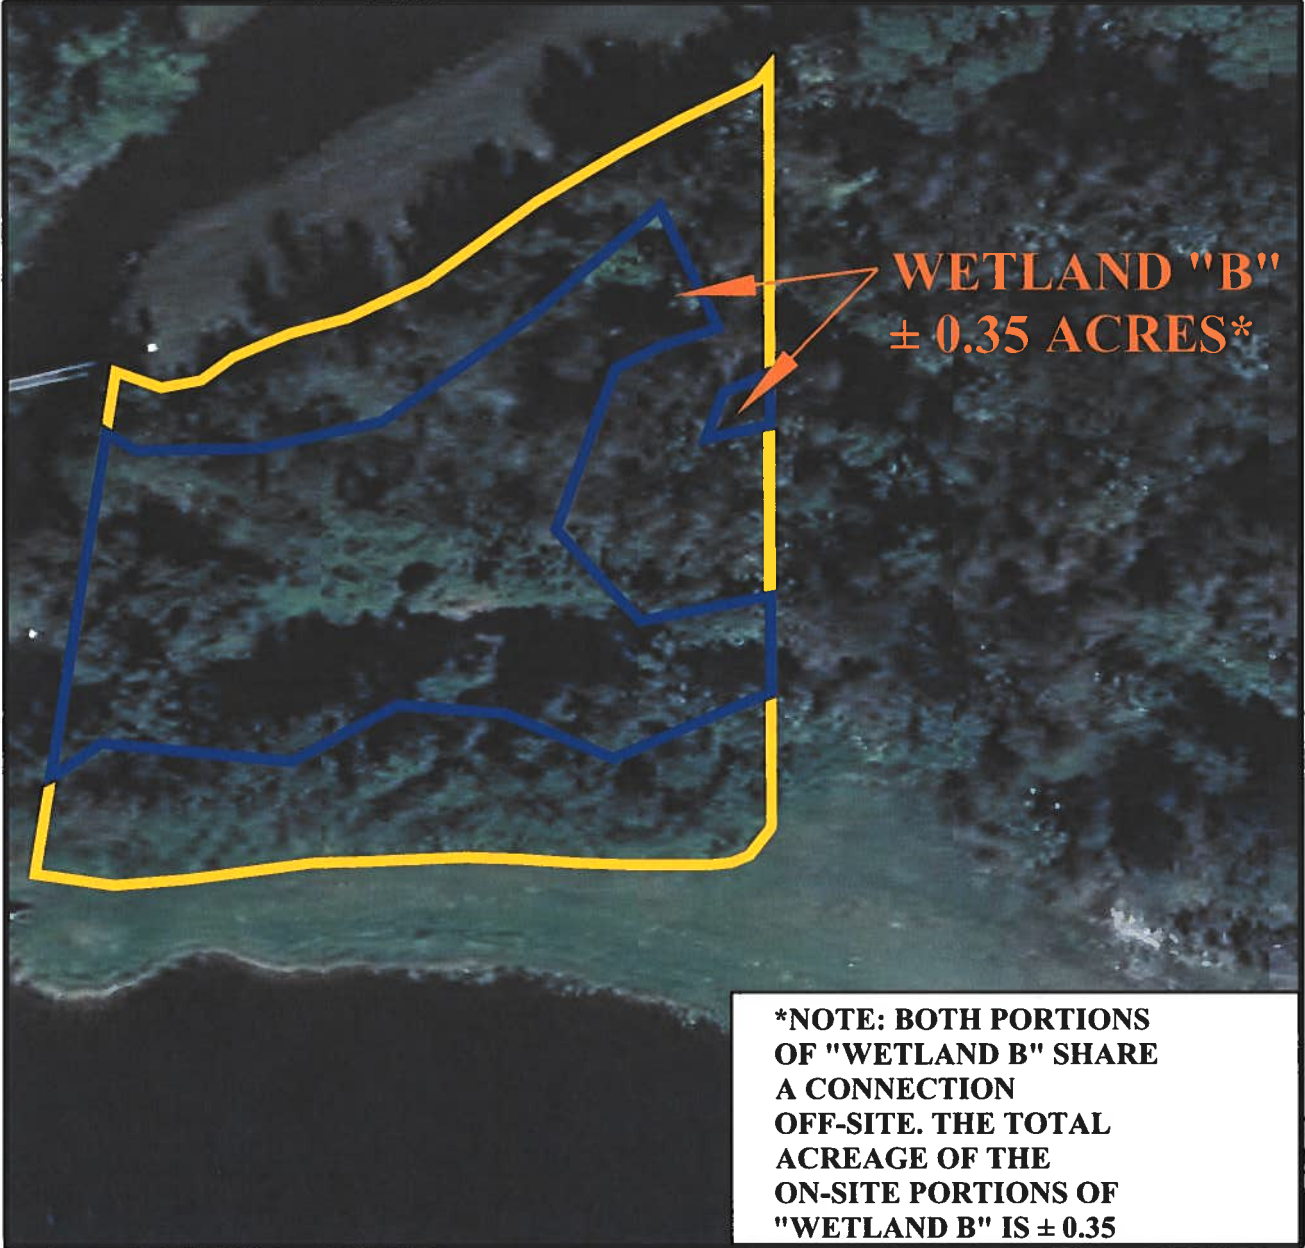 WETLAND "B"
± 0.35 ACRES*
*NOTE: BOTH PORTIONS
OF "WETLAND B" SHARE
A CONNECTION
OFF-SITE. THE TOTAL
ACREAGE OF THE
ON-SITE PORTIONS OF
"WETLAND B" IS ± 0.35